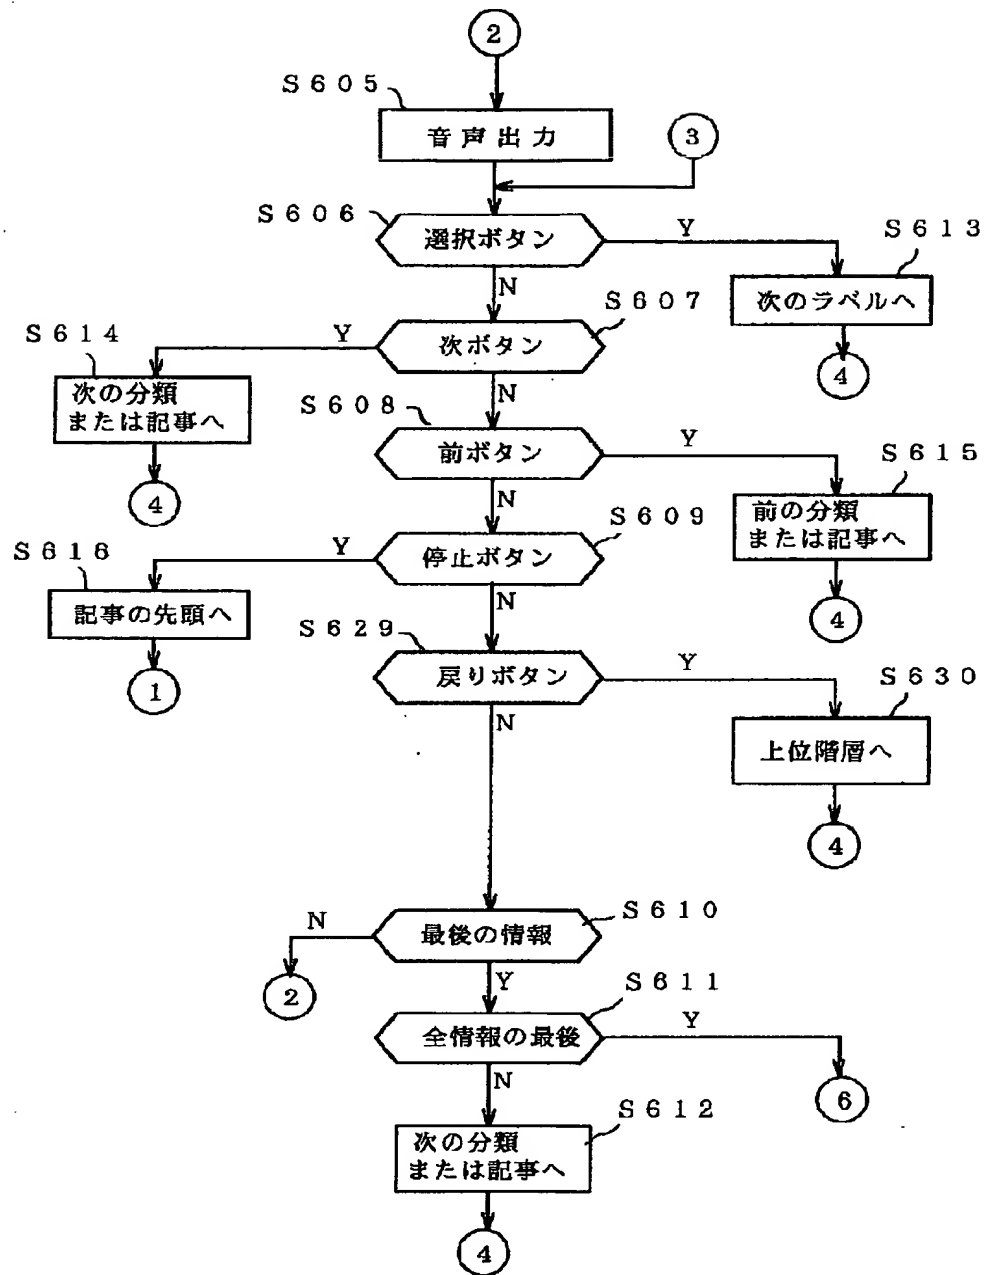 2
S605
音声出力
3
S606
選択ボタン
Y
S613
次のラベルへ
4
N
S607
次ボタン
Y
S614
次の分類
または記事へ
4
N
S608
前ボタン
Y
S615
前の分類
または記事へ
4
N
S609
停止ボタン
Y
S616
記事の先頭へ
1
N
S629
戻りボタン
Y
S630
上位階層へ
4
N
S610
最後の情報
N
2
Y
S611
全情報の最後
Y
6
N
S612
次の分類
または記事へ
4